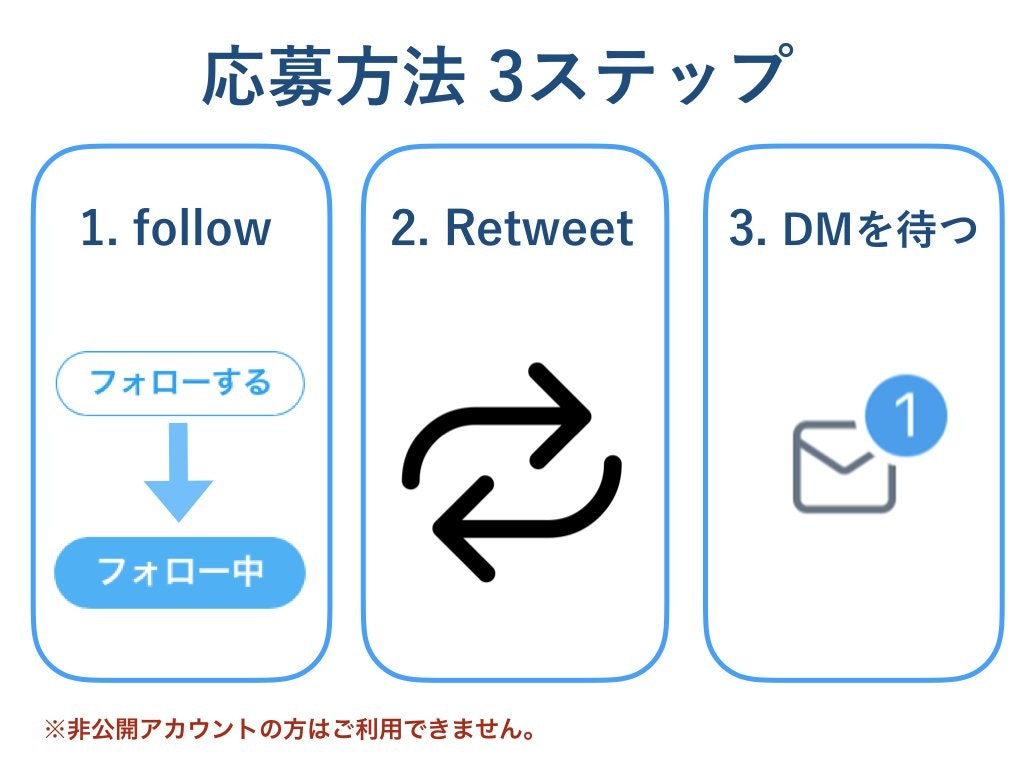 応募方法 3ステップ
1. follow
フォローする
フォロー中
2. Retweet
3. DMを待つ
1
※非公開アカウントの方はご利用できません。